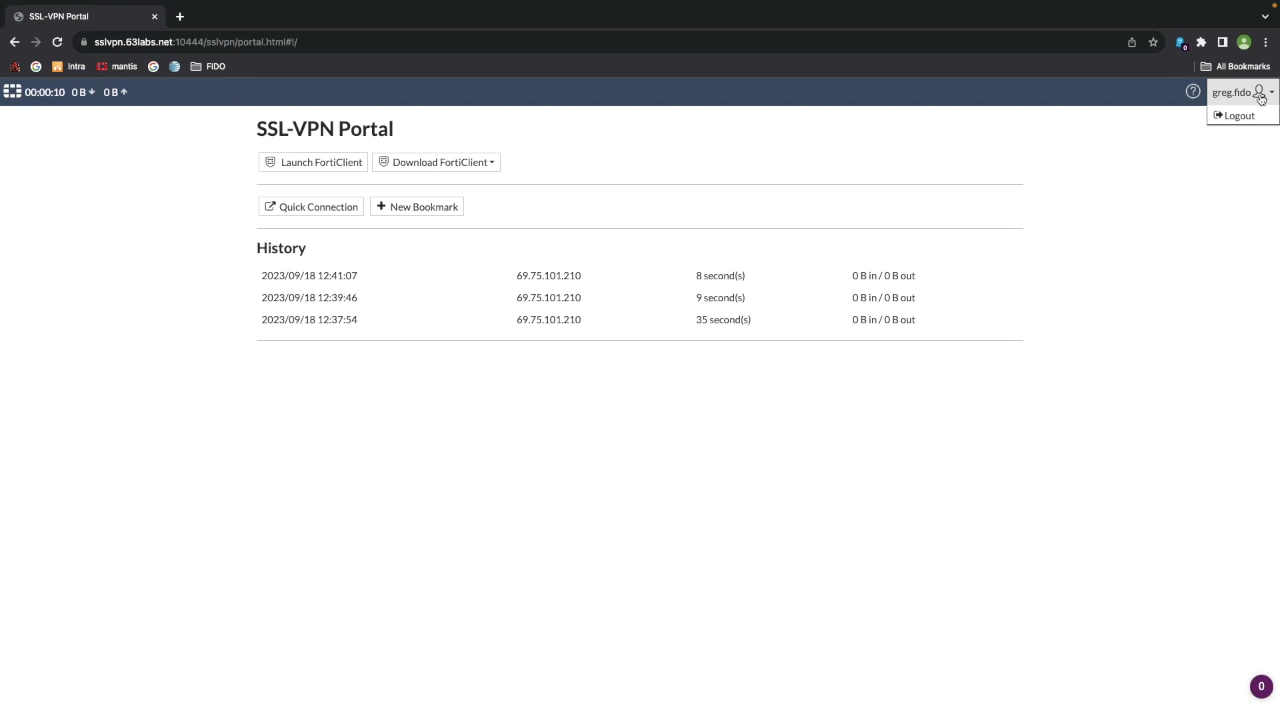 SSL-VPN Portal
sslvpn.63labs.net:10444/sslvpn/portal.html#!/
0
Intra
mantis
FIDO
All Bookmarks
00:00:10 0 B 0 B
greg.fido
Logout
SSL-VPN Portal
Launch FortiClient
Download FortiClient
Quick Connection
New Bookmark
History
2023/09/18 12:41:07 69.75.101.210 8 second(s) 0 B in / 0 B out
2023/09/18 12:39:46 69.75.101.210 9 second(s) 0 B in / 0 B out
2023/09/18 12:37:54 69.75.101.210 35 second(s) 0 B in / 0 B out
0